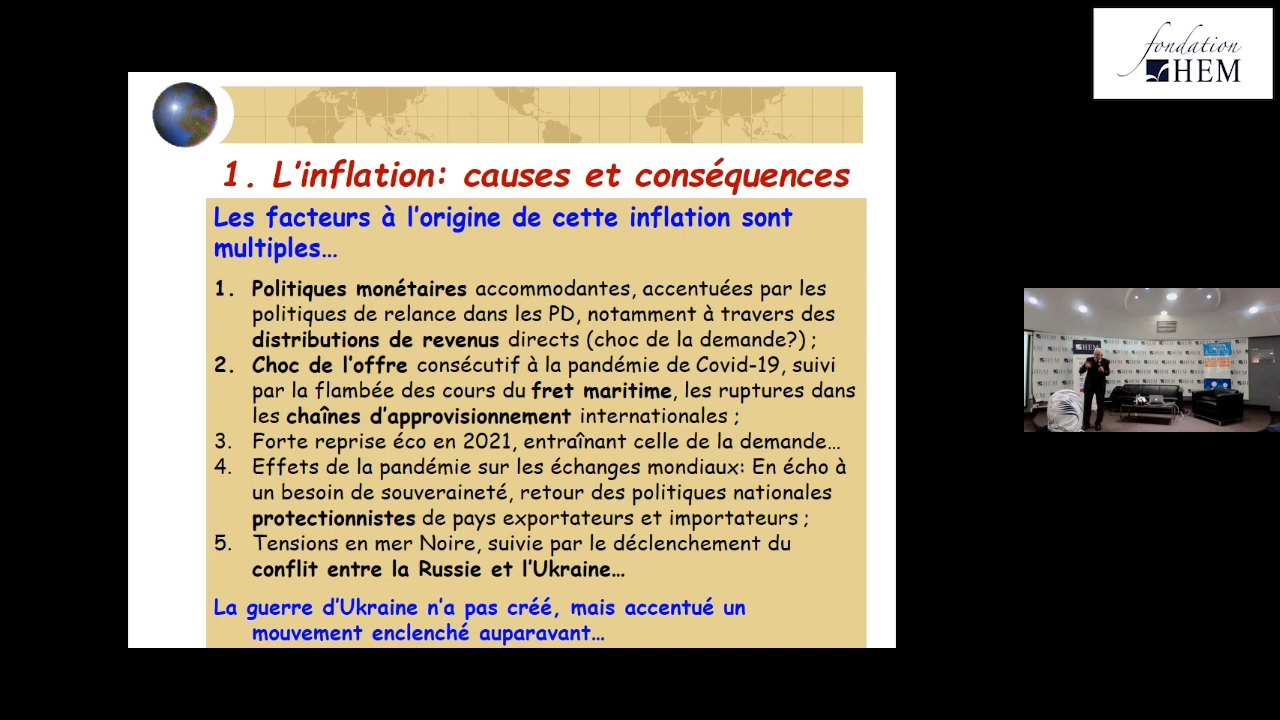 fondation
HEM
1. L'inflation: causes et conséquences
Les facteurs à l'origine de cette inflation sont
multiples…
1. Politiques monétaires accommodantes, accentuées par les
politiques de relance dans les PD, notamment à travers des
distributions de revenus directs (choc de la demande?) ;
2. Choc de l'offre consécutif à la pandémie de Covid-19, suivi
par la flambée des cours du fret maritime, les ruptures dans
les chaînes d'approvisionnement internationales ;
3. Forte reprise éco en 2021, entraînant celle de la demande…
4. Effets de la pandémie sur les échanges mondiaux: En écho à
un besoin de souveraineté, retour des politiques nationales
protectionnistes de pays exportateurs et importateurs ;
5. Tensions en mer Noire, suivie par le déclenchement du
conflit entre la Russie et l'Ukraine…
La guerre d'Ukraine n'a pas créé, mais accentué un
mouvement enclenché auparavant…
HEM